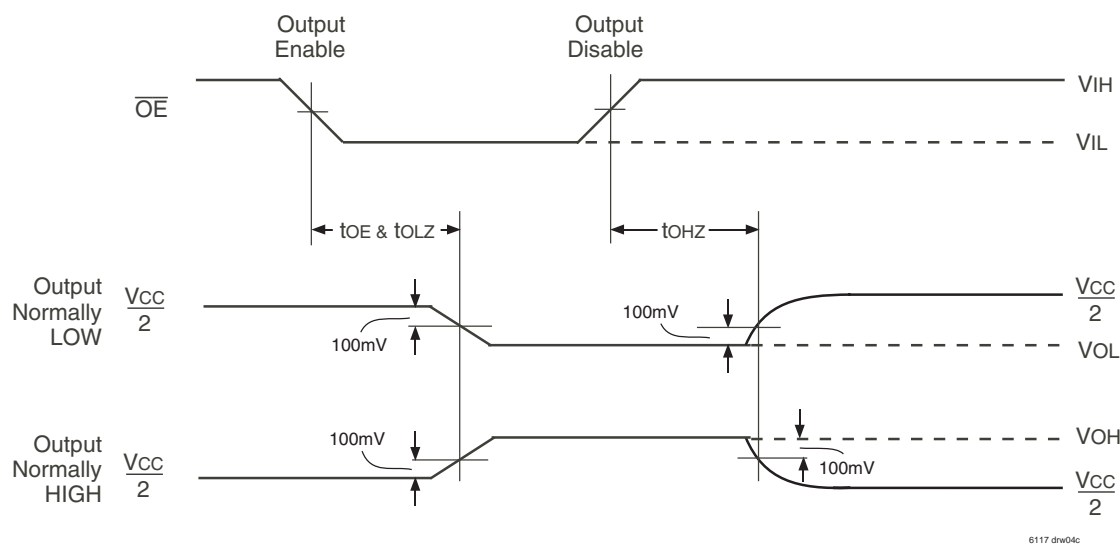 Output
Enable
Output
Disable
OE
VIH
VIL
tOE & tOLZ
tOHZ
Output
Normally
LOW
VCC
2
100mV
100mV
VCC
2
VOL
Output
Normally
HIGH
VCC
2
100mV
VOH
100mV
VCC
2
6117 drw04c